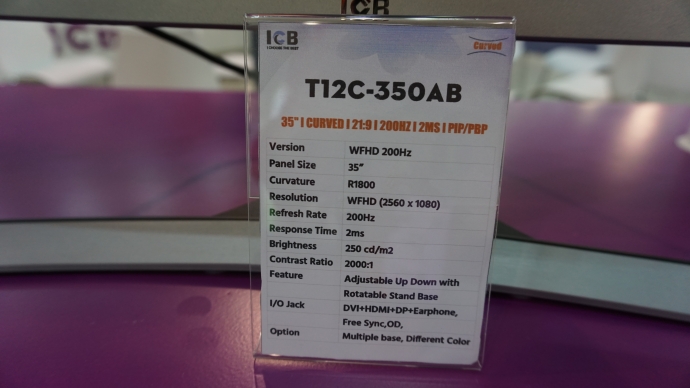 ICB
ICB
I CHOOSE THE BEST
Curved
T12C-350AB
35" I CURVED I 21:9 I 200HZ I 2MS I PIP/PBP
Version WFHD 200Hz
Panel Size 35”
Curvature R1800
Resolution WFHD (2560 x 1080)
Refresh Rate 200Hz
Response Time 2ms
Brightness 250 cd/m2
Contrast Ratio 2000:1
Feature Adjustable Up Down with
Rotatable Stand Base
I/O Jack DVI+HDMI+DP+Earphone,
Free Sync,OD,
Option Multiple base, Different Color